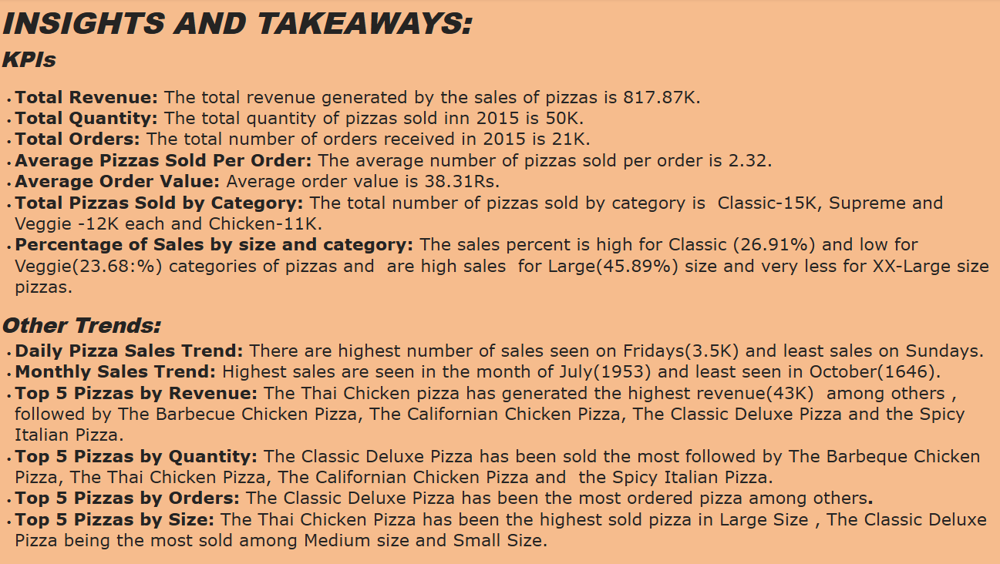 INSIGHTS AND TAKEAWAYS:
KPIs
• Total Revenue: The total revenue generated by the sales of pizzas is 817.87K.
• Total Quantity: The total quantity of pizzas sold inn 2015 is 50K.
• Total Orders: The total number of orders received in 2015 is 21K.
• Average Pizzas Sold Per Order: The average number of pizzas sold per order is 2.32.
• Average Order Value: Average order value is 38.31Rs.
• Total Pizzas Sold by Category: The total number of pizzas sold by category is  Classic-15K, Supreme and
Veggie -12K each and Chicken-11K.
• Percentage of Sales by size and category: The sales percent is high for Classic (26.91%) and low for
Veggie(23.68:%) categories of pizzas and  are high sales  for Large(45.89%) size and very less for XX-Large size
pizzas.
Other Trends:
• Daily Pizza Sales Trend: There are highest number of sales seen on Fridays(3.5K) and least sales on Sundays.
• Monthly Sales Trend: Highest sales are seen in the month of July(1953) and least seen in October(1646).
• Top 5 Pizzas by Revenue: The Thai Chicken pizza has generated the highest revenue(43K)  among others ,
followed by The Barbecue Chicken Pizza, The Californian Chicken Pizza, The Classic Deluxe Pizza and the Spicy
Italian Pizza.
• Top 5 Pizzas by Quantity: The Classic Deluxe Pizza has been sold the most followed by The Barbeque Chicken
Pizza, The Thai Chicken Pizza, The Californian Chicken Pizza and  the Spicy Italian Pizza.
• Top 5 Pizzas by Orders: The Classic Deluxe Pizza has been the most ordered pizza among others.
• Top 5 Pizzas by Size: The Thai Chicken Pizza has been the highest sold pizza in Large Size , The Classic Deluxe
Pizza being the most sold among Medium size and Small Size.